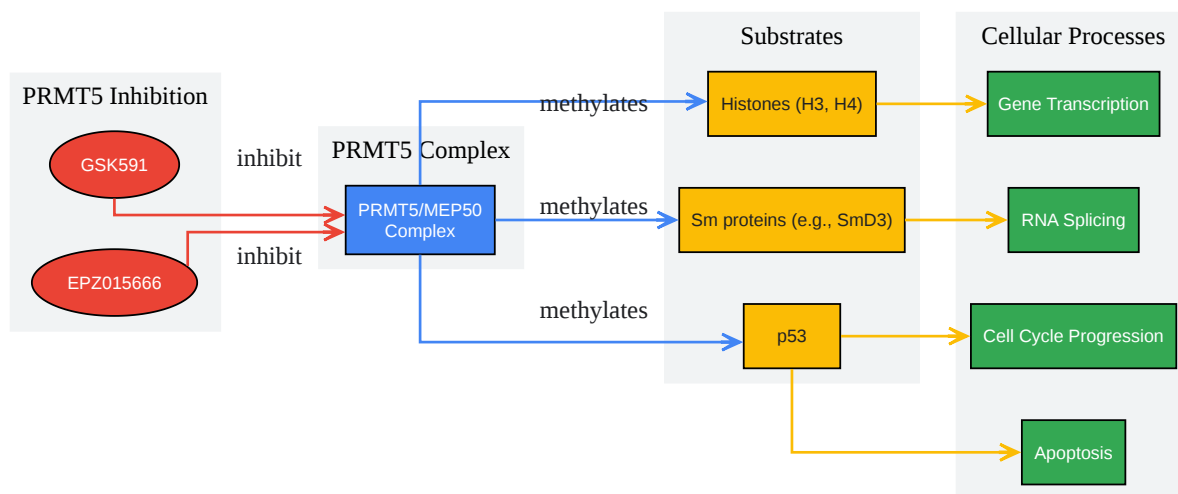 PRMT5 Inhibition
GSK591
EPZ015666
inhibit
inhibit
PRMT5 Complex
PRMT5/MEP50
Complex
methylates
methylates
methylates
Substrates
Histones (H3, H4)
Sm proteins (e.g., SmD3)
p53
Cellular Processes
Gene Transcription
RNA Splicing
Cell Cycle Progression
Apoptosis